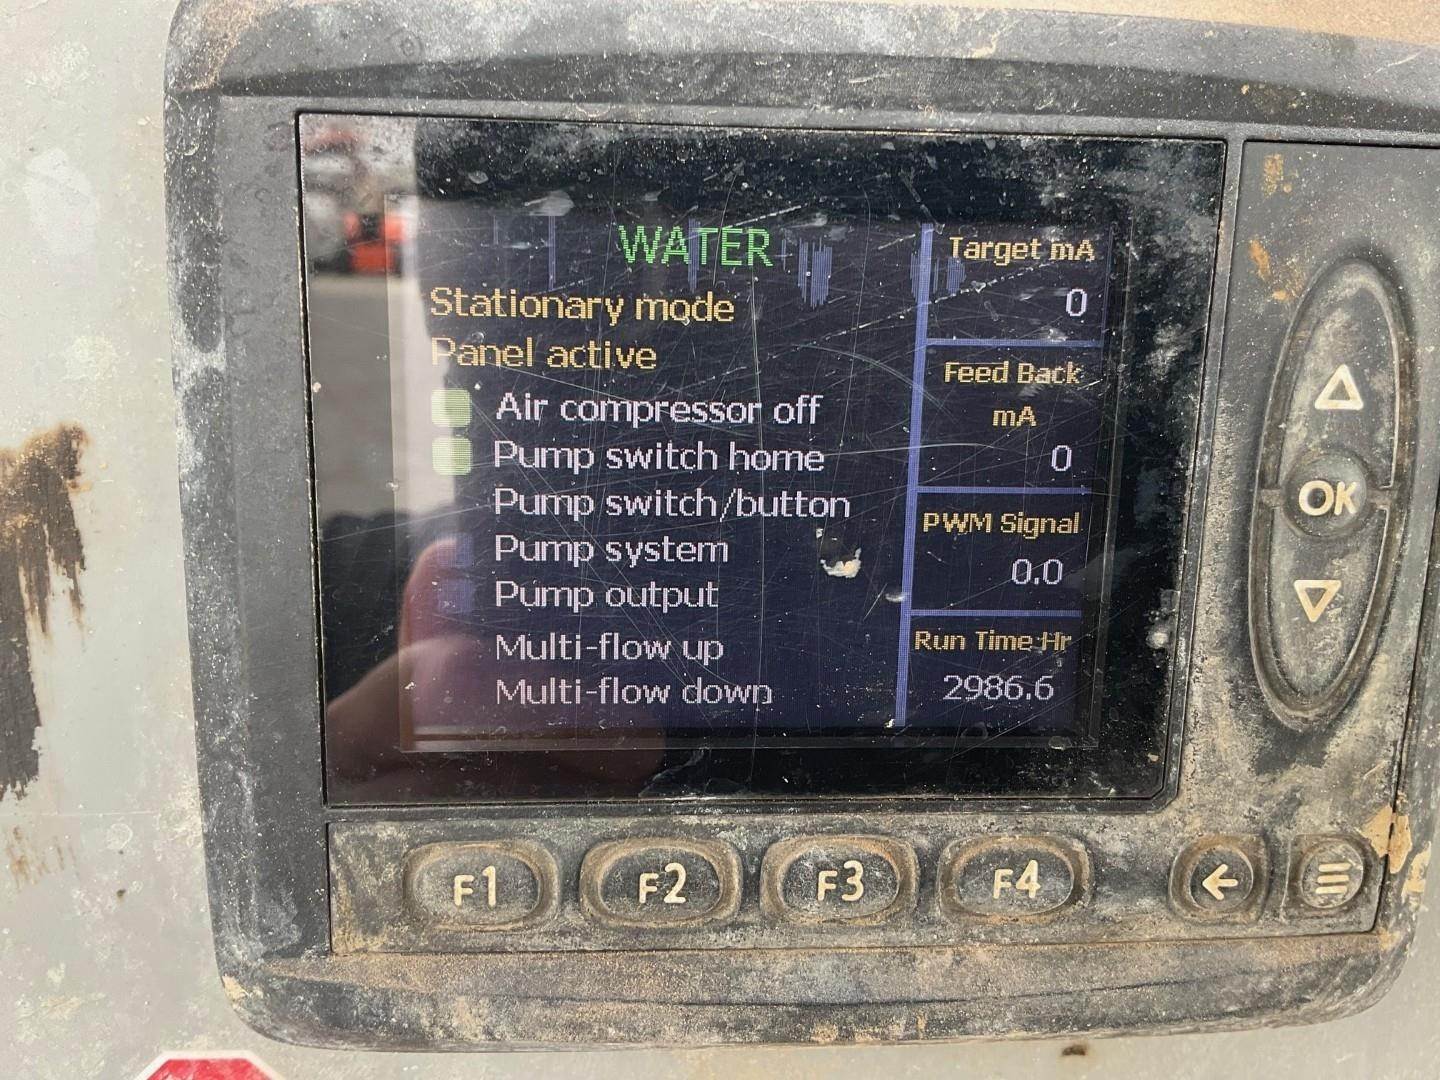 WATER
Stationary mode
Panel active
Air compressor off
Pump switch home
Pump switch/button
Pump system
Pump output
Multi-flow up
Multi-flow down
Target mA
0
Feed Back
mA
0
PWM Signal
0.0
Run Time Hr
2986.6
OK
F1
F2
F3
F4